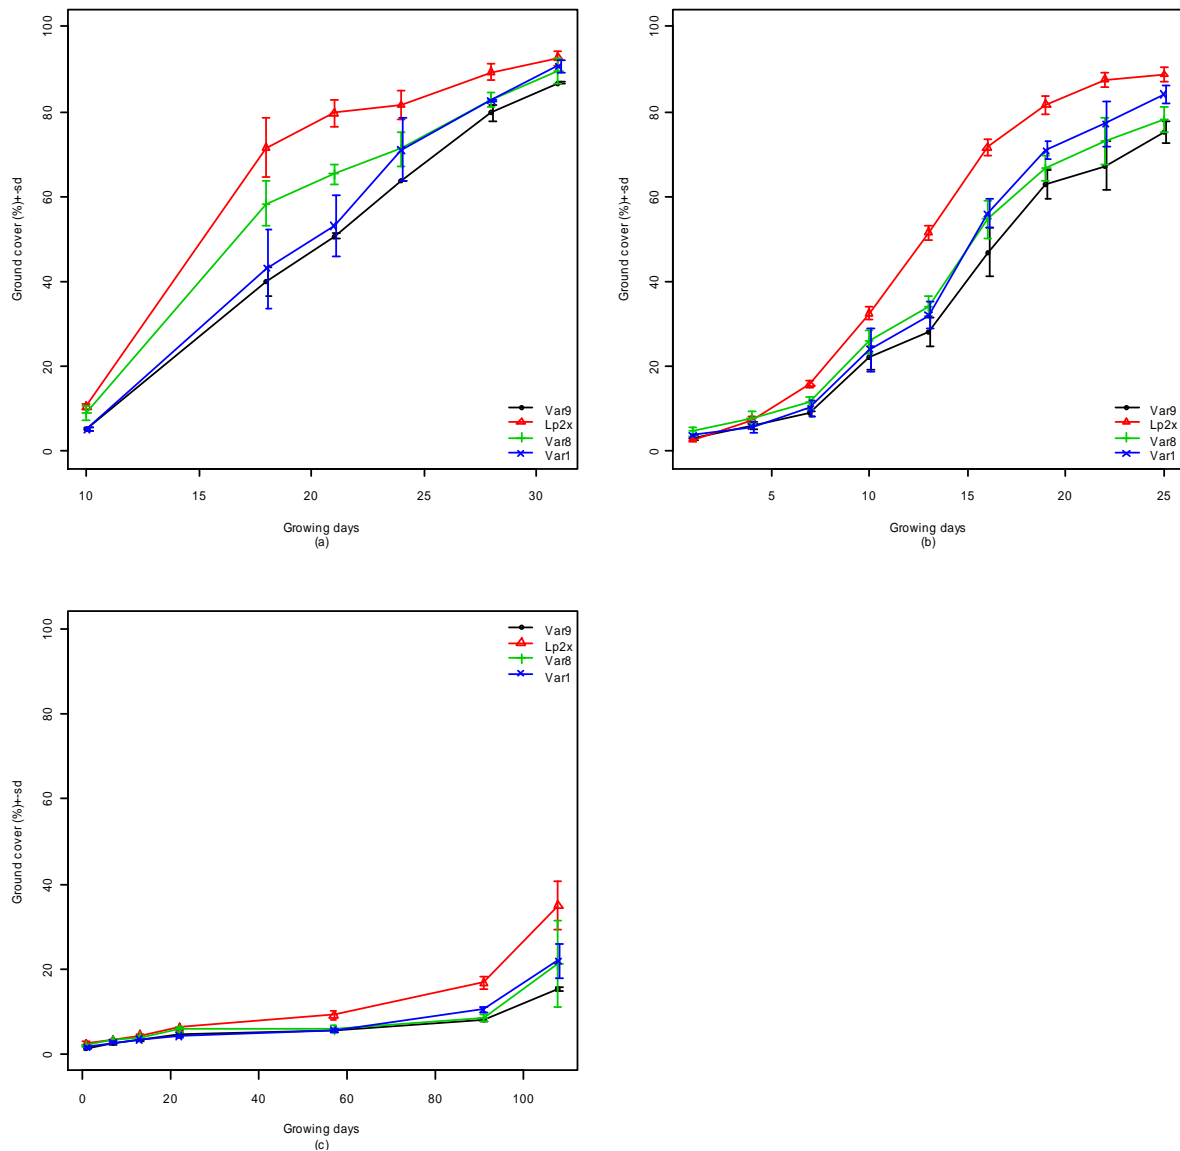 Ground cover (%)+-sd
100
80
60
40
20
0
Var9
Lp2x
Var8
Var1
10 15 20 25 30
Growing days
(a)
Ground cover (%)+-sd
100
80
60
40
20
0
Var9
Lp2x
Var8
Var1
5 10 15 20 25
Growing days
(b)
Ground cover (%)+-sd
100
80
60
40
20
0
Var9
Lp2x
Var8
Var1
0 20 40 60 80 100
Growing days
(c)